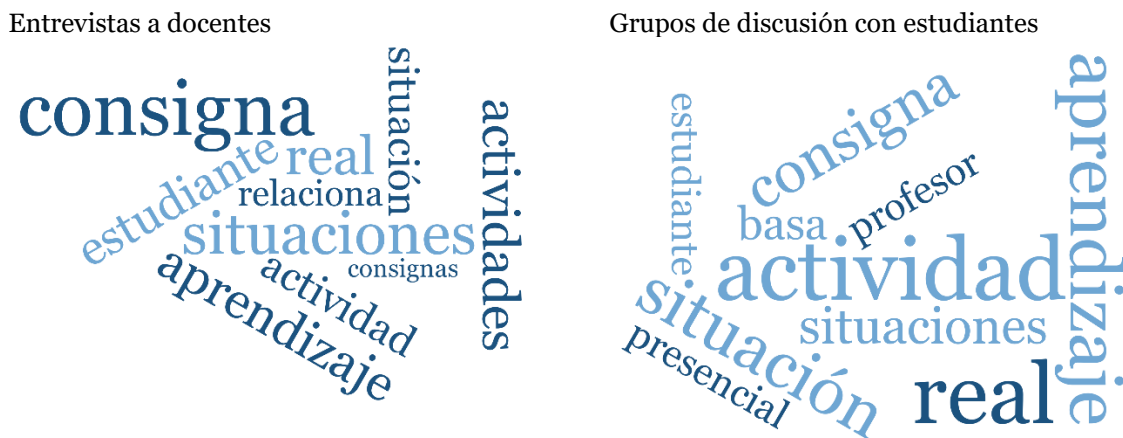 Entrevistas a docentes
consigna
situación
actividades
estudiante
real
relaciona
situaciones
consignas
actividad
aprendizaje
Grupos de discusión con estudiantes
aprendizaje
estudiante
consigna
profesor
basa
actividad
situación
situaciones
presencial
real